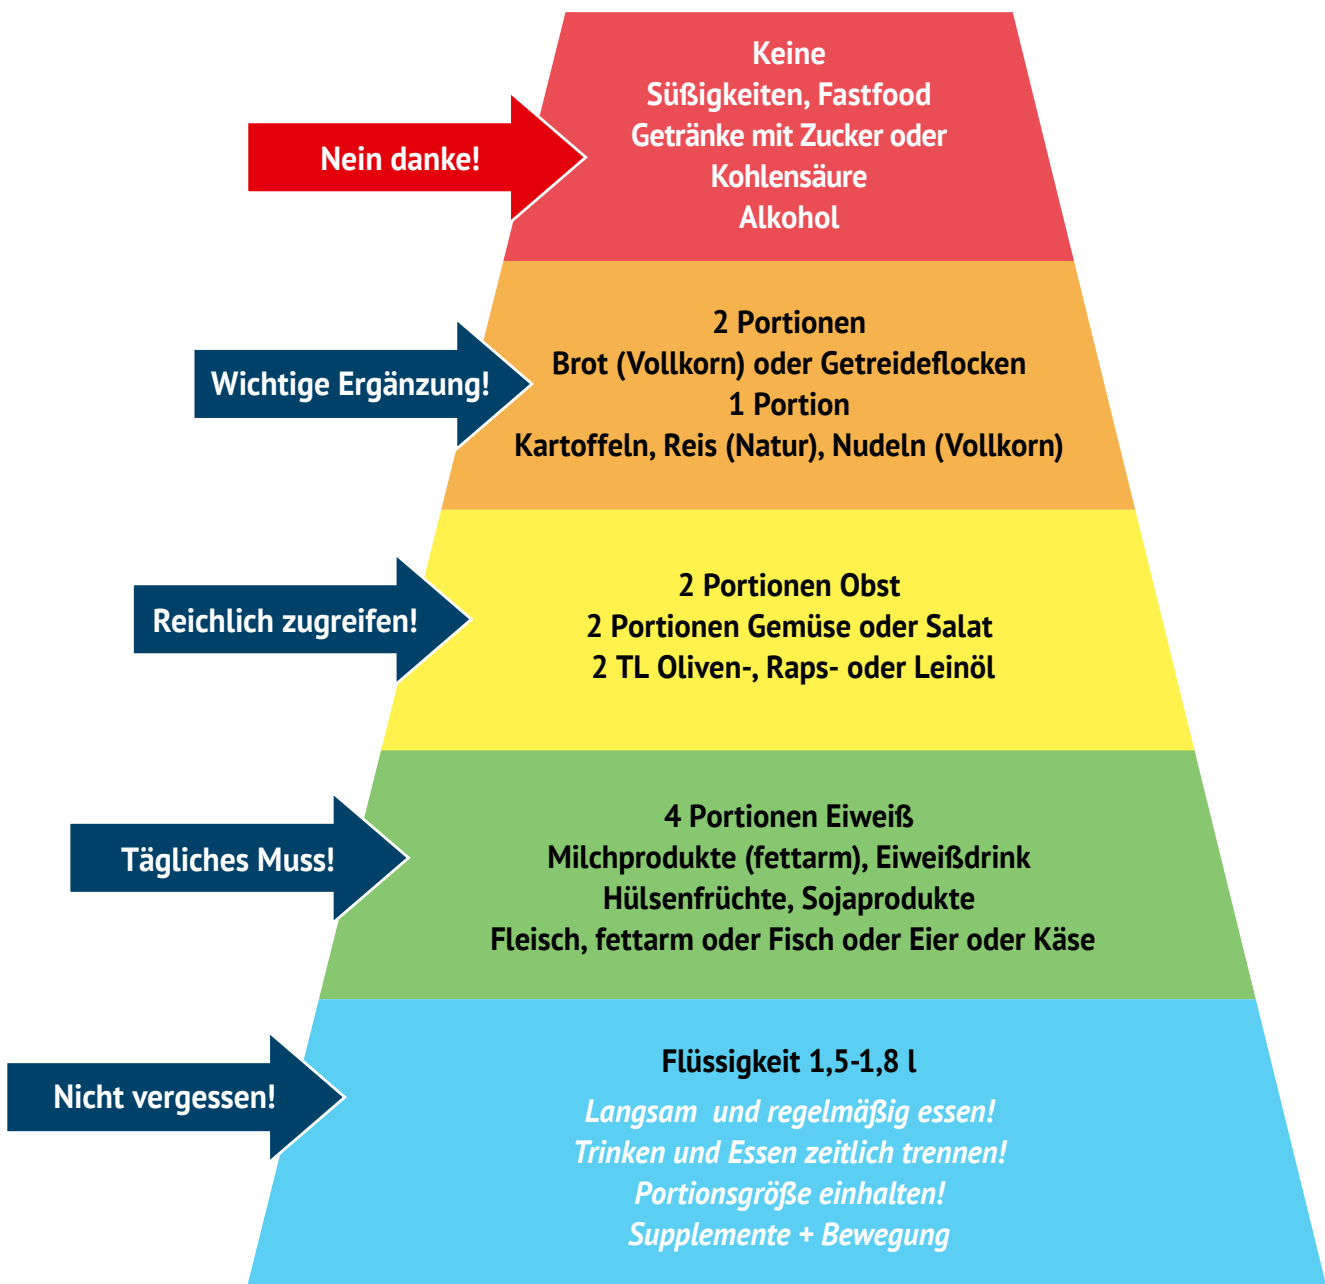 Keine
Süßigkeiten, Fastfood
Getränke mit Zucker oder
Kohlensäure
Alkohol
Nein danke!
2 Portionen
Brot (Vollkorn) oder Getreideflocken
1 Portion
Kartoffeln, Reis (Natur), Nudeln (Vollkorn)
Wichtige Ergänzung!
2 Portionen Obst
2 Portionen Gemüse oder Salat
2 TL Oliven-, Raps- oder Leinöl
Reichlich zugreifen!
4 Portionen Eiweiß
Milchprodukte (fettarm), Eiweißdrink
Hülsenfrüchte, Sojaprodukte
Fleisch, fettarm oder Fisch oder Eier oder Käse
Tägliches Muss!
Flüssigkeit 1,5-1,8 l
Langsam und regelmäßig essen!
Trinken und Essen zeitlich trennen!
Portionsgröße einhalten!
Supplemente + Bewegung
Nicht vergessen!